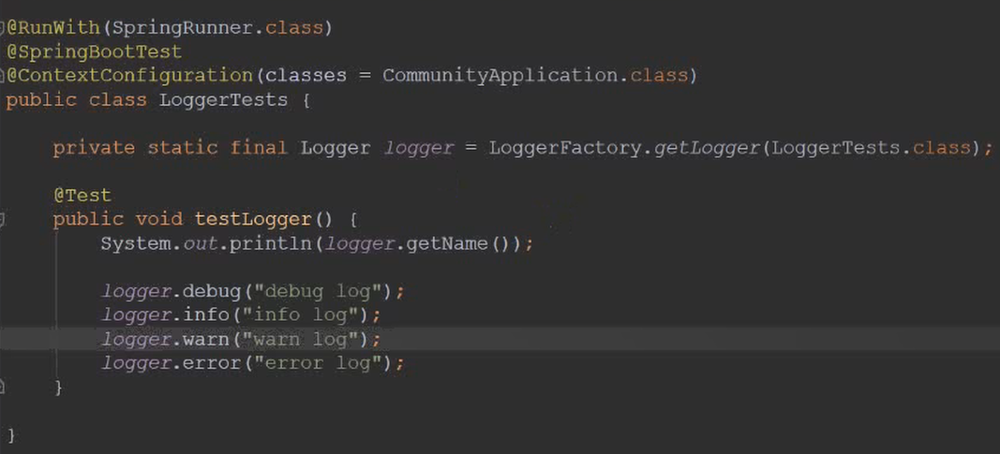 @RunWith(SpringRunner.class)
@SpringBootTest
@ContextConfiguration(classes = CommunityApplication.class)
public class LoggerTests {
private static final Logger logger = LoggerFactory.getLogger(LoggerTests.class);
@Test
public void testLogger() {
System.out.println(logger.getName());
logger.debug("debug log");
logger.info("info log");
logger.warn("warn log");
logger.error("error log");
}
}